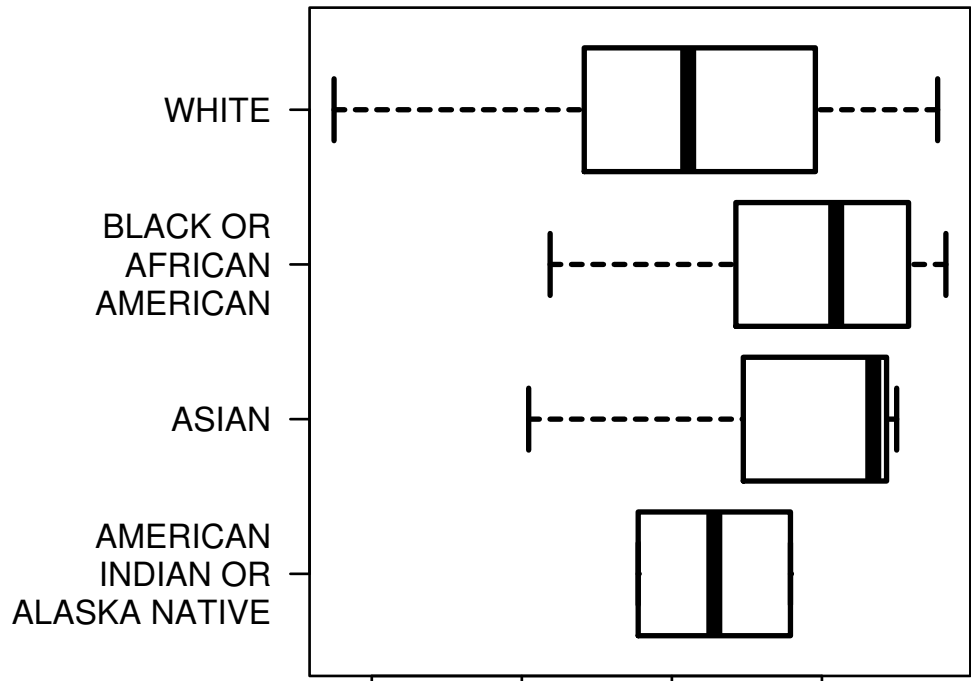 WHITE
BLACK OR
AFRICAN
AMERICAN
ASIAN
AMERICAN
INDIAN OR
ALASKA NATIVE